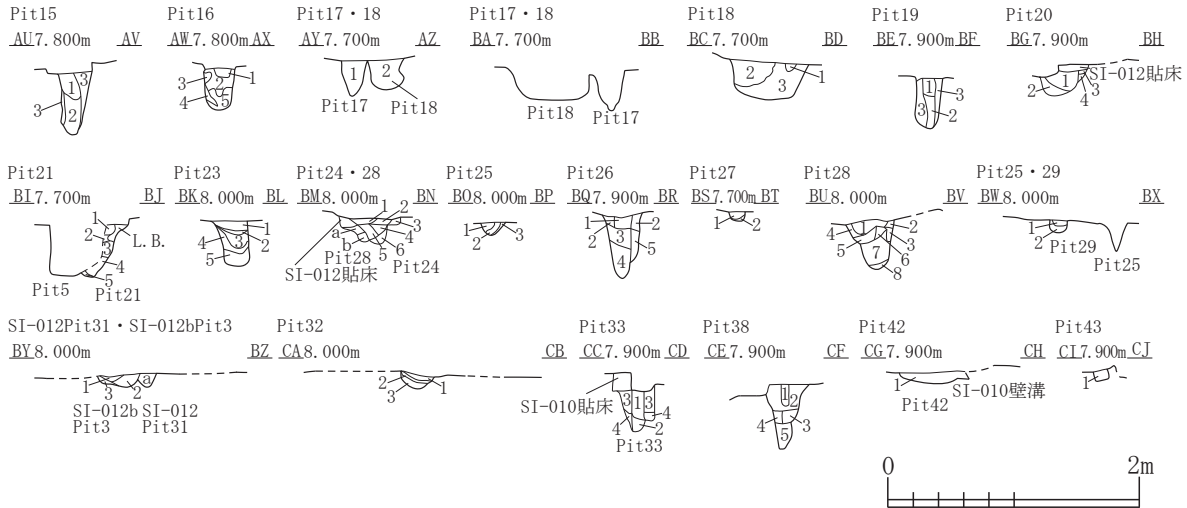 Pit15 Pit16 Pit17・18 Pit17・18 Pit18 Pit19 Pit20
AU7.800m AV AW7.800mAX AY7.700m AZ BA7.700m BB BC7.700m BD BE7.900mBF BG7.900m BH
3 1 3 2
3 2 1 4 5
1 2 Pit17 Pit18
Pit18 Pit17
2 3 1
1 3 3 2
1 2 3 4 SI-012貼床
Pit21 Pit23 Pit24・28 Pit25 Pit26 Pit27 Pit28 Pit25・29
BI7.700m BJ BK8.000m BL BM8.000m BN BO8.000m BP BQ7.900m BR BS7.700mBT BU8.000m BV BW8.000m BX
1 2 3 4 5 L.B. Pit5 Pit21
4 5 3 1 2
1 2 3 4 6 5 a b Pit28 Pit24 SI-012貼床
1 2 3
1 2 3 4 5
1 2
4 5 1 2 3 6 7 8
1 2 Pit29 Pit25
SI-012Pit31・SI-012bPit3 Pit32 Pit33 Pit38 Pit42 Pit43
BY8.000m BZ CA8.000m CB CC7.900m CD CE7.900m CF CG7.900m CH CI7.900mCJ
1 3 2 a
SI-012b SI-012
Pit3 Pit31
2 3 1
SI-010貼床 3 1 3 4 4 2 Pit33
1 2 4 3 5
1 Pit42 SI-010壁溝
1
0 2m